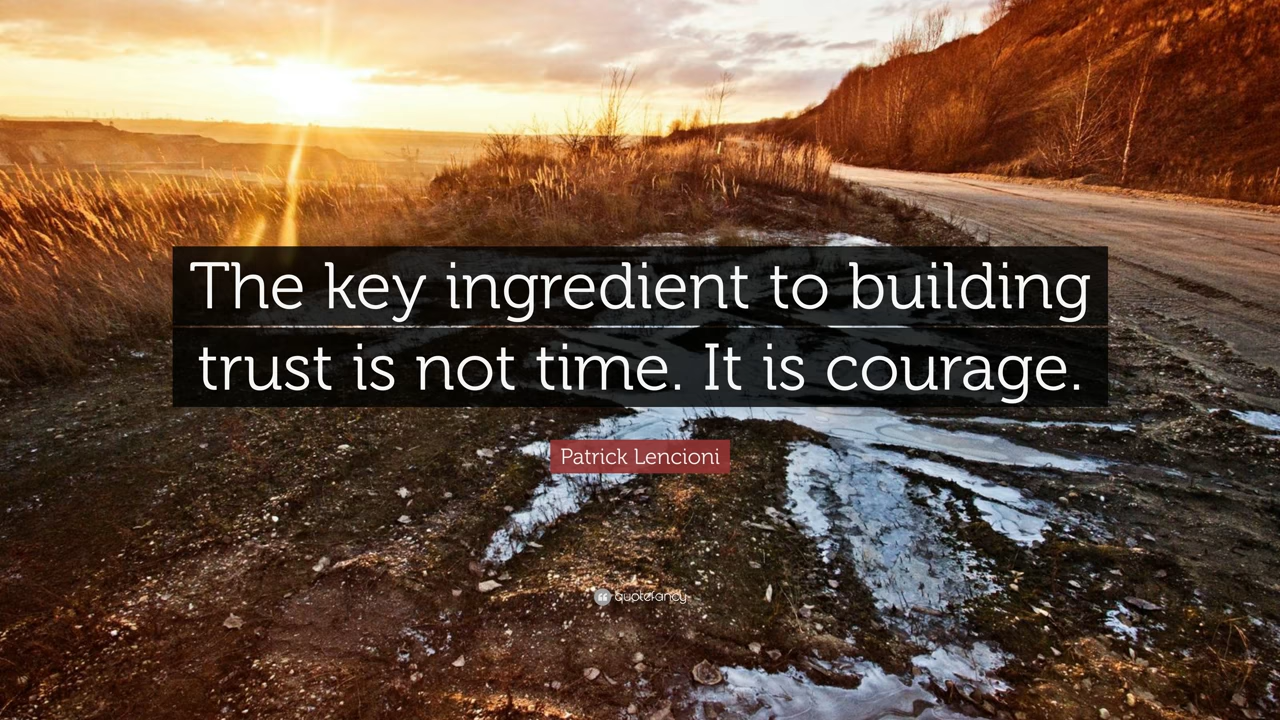 The key ingredient to building
trust is not time. It is courage.
Patrick Lencioni
quotefancy